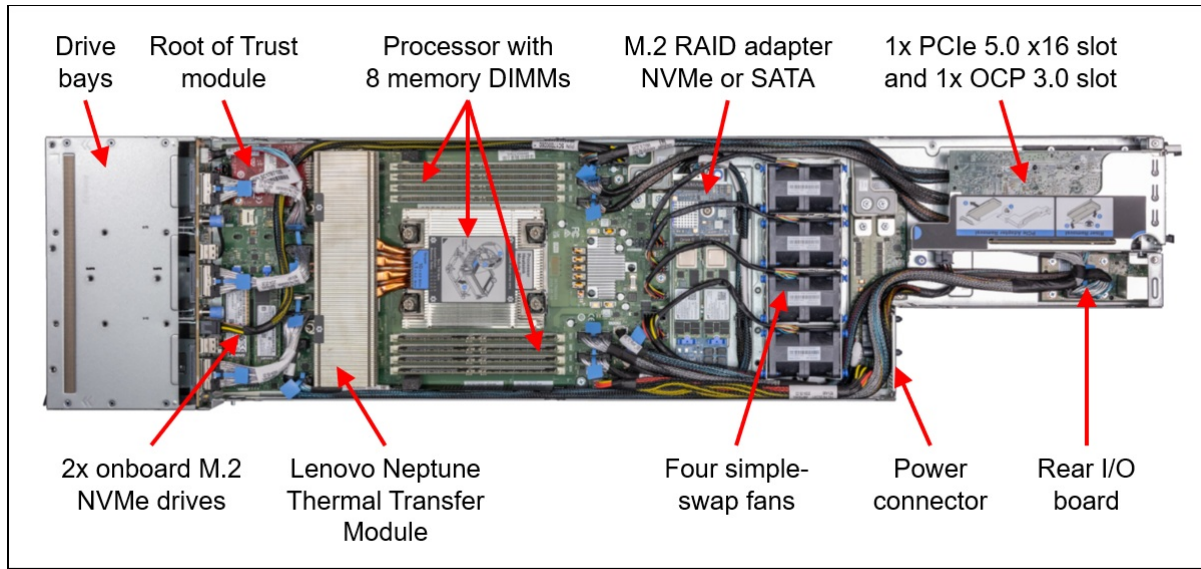 Drive
bays
Root of Trust
module
Processor with
8 memory DIMMs
M.2 RAID adapter
NVMe or SATA
1x PCIe 5.0 x16 slot
and 1x OCP 3.0 slot
2x onboard M.2
NVMe drives
Lenovo Neptune
Thermal Transfer
Module
Four simple-
swap fans
Power
connector
Rear I/O
board